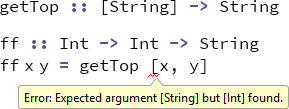 getTop :: [String] -> String
ff :: Int -> Int -> String
ff x y = getTop [x, y]
Error: Expected argument [String] but [Int] found.